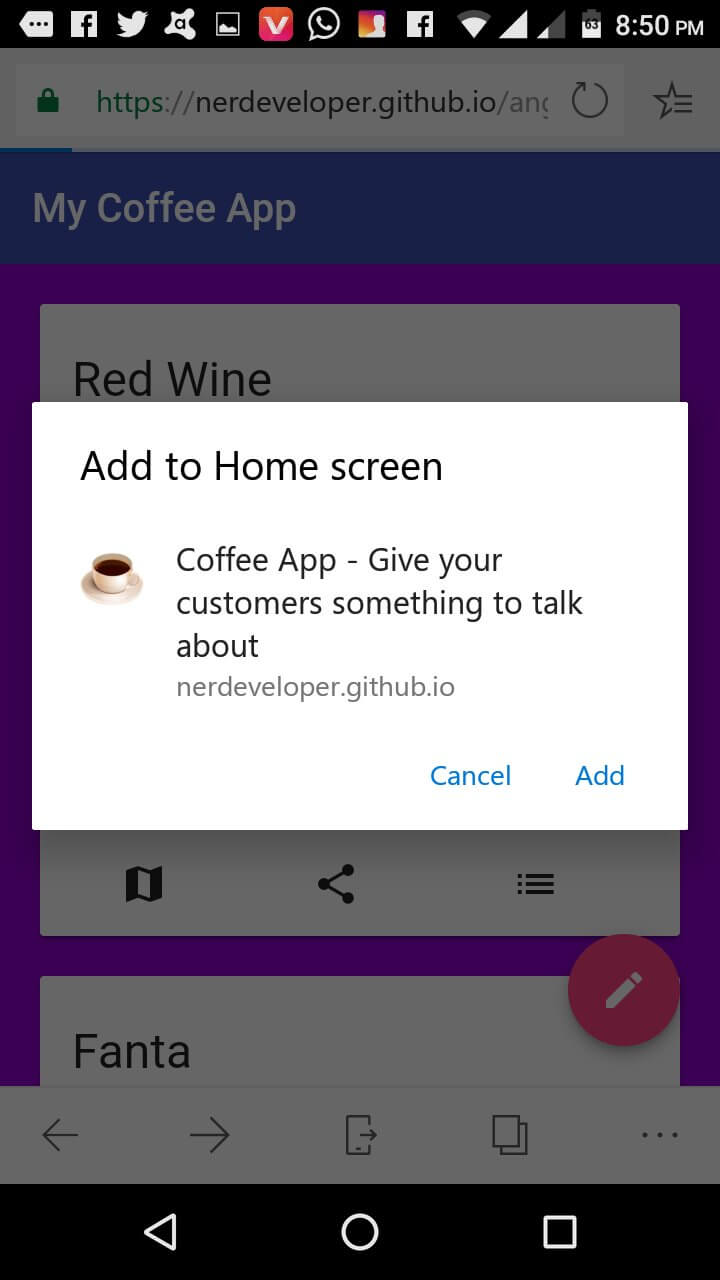 63 8:50 PM
https://nerdeveloper.github.io/ang
My Coffee App
Red Wine
Add to Home screen
Coffee App - Give your
customers something to talk
about
nerdeveloper.github.io
Cancel Add
Fanta